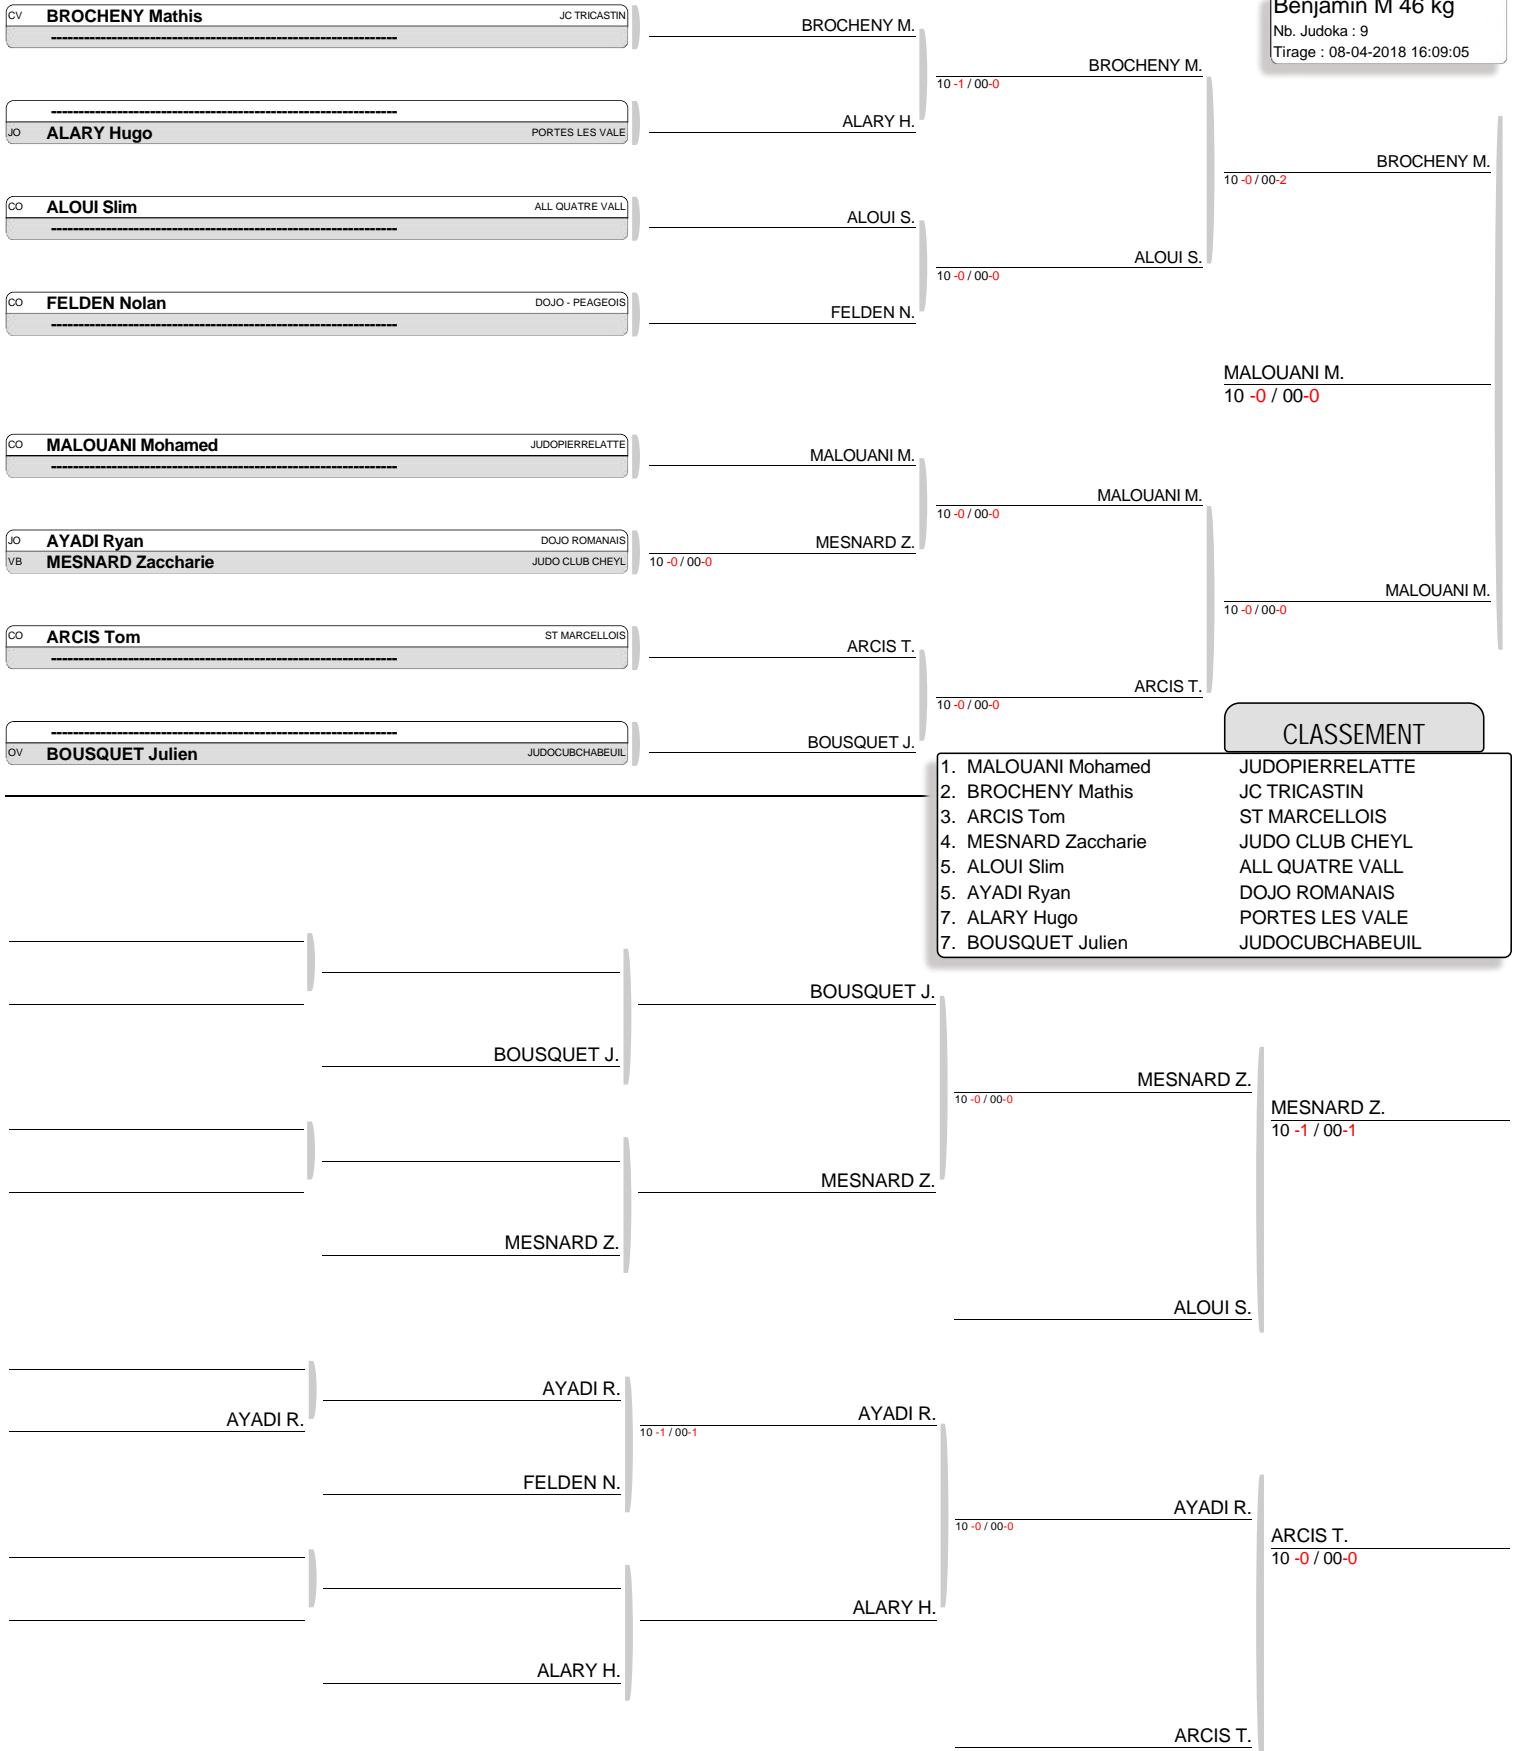 Benjamin M 46 kg
Nb. Judoka : 9
Tirage : 08-04-2018 16:09:05
CV BROCHENY Mathis JC TRICASTIN
----------------------------------------------------------------
----------------------------------------------------------------
JO ALARY Hugo PORTES LES VALE
CO ALOUI Slim ALL QUATRE VALL
----------------------------------------------------------------
CO FELDEN Nolan DOJO - PEAGEOIS
----------------------------------------------------------------
CO MALOUANI Mohamed JUDOPIERRELATTE
----------------------------------------------------------------
JO AYADI Ryan DOJO ROMANAIS
VB MESNARD Zaccharie JUDO CLUB CHEYL
CO ARCIS Tom ST MARCELLOIS
----------------------------------------------------------------
----------------------------------------------------------------
OV BOUSQUET Julien JUDOCUBCHABEUIL
BROCHENY M.
ALARY H.
ALOUI S.
FELDEN N.
MALOUANI M.
MESNARD Z.
10 -0 / 00-0
ARCIS T.
BOUSQUET J.
BROCHENY M.
10 -1 / 00-0
ALOUI S.
10 -0 / 00-0
MALOUANI M.
10 -0 / 00-0
ARCIS T.
10 -0 / 00-0
BROCHENY M.
10 -0 / 00-2
MALOUANI M.
10 -0 / 00-0
MALOUANI M.
10 -0 / 00-0
CLASSEMENT
1. MALOUANI Mohamed JUDOPIERRELATTE
2. BROCHENY Mathis JC TRICASTIN
3. ARCIS Tom ST MARCELLOIS
4. MESNARD Zaccharie JUDO CLUB CHEYL
5. ALOUI Slim ALL QUATRE VALL
5. AYADI Ryan DOJO ROMANAIS
7. ALARY Hugo PORTES LES VALE
7. BOUSQUET Julien JUDOCUBCHABEUIL
BOUSQUET J.
BOUSQUET J.
MESNARD Z.
10 -0 / 00-0
MESNARD Z.
10 -1 / 00-1
MESNARD Z.
MESNARD Z.
ALOUI S.
AYADI R.
AYADI R.
AYADI R.
10 -1 / 00-1
FELDEN N.
AYADI R.
10 -0 / 00-0
ARCIS T.
10 -0 / 00-0
ALARY H.
ALARY H.
ARCIS T.